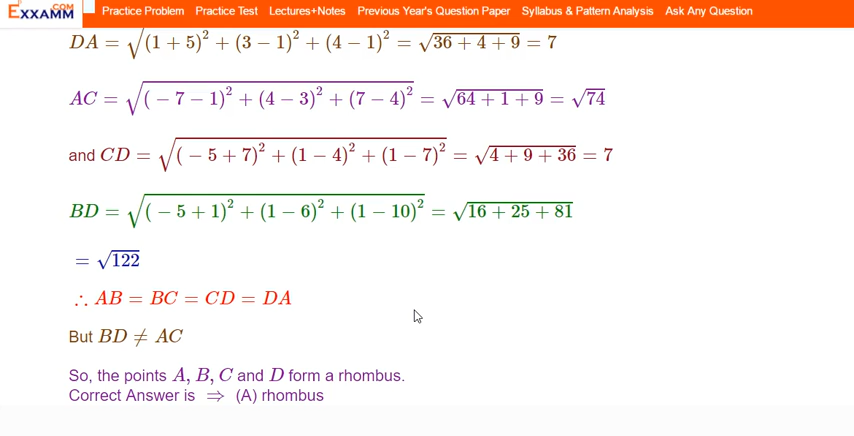 EXXAMM.COM
Practice Problem Practice Test Lectures+Notes Previous Year's Question Paper Syllabus & Pattern Analysis Ask Any Question
DA = √(1 + 5)² + (3 − 1)² + (4 − 1)² = √36 + 4 + 9 = 7
AC = √(− 7 − 1)² + (4 − 3)² + (7 − 4)² = √64 + 1 + 9 = √74
and CD = √(− 5 + 7)² + (1 − 4)² + (1 − 7)² = √4 + 9 + 36 = 7
BD = √(− 5 + 1)² + (1 − 6)² + (1 − 10)² = √16 + 25 + 81
= √122
∴ AB = BC = CD = DA
But BD ≠ AC
So, the points A, B, C and D form a rhombus.
Correct Answer is ⇒ (A) rhombus